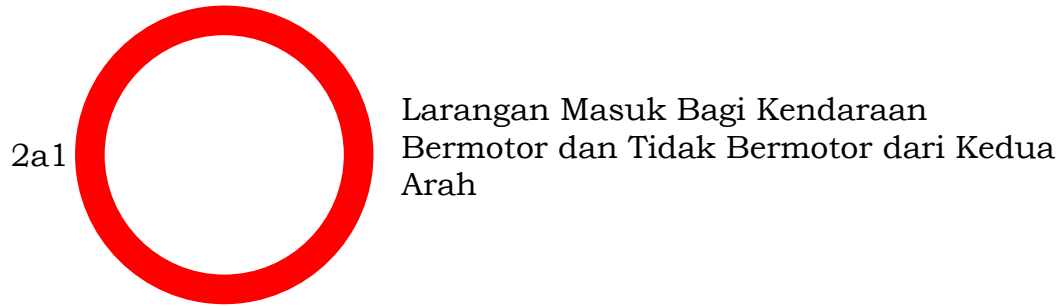 2a1
Larangan Masuk Bagi Kendaraan
Bermotor dan Tidak Bermotor dari Kedua
Arah